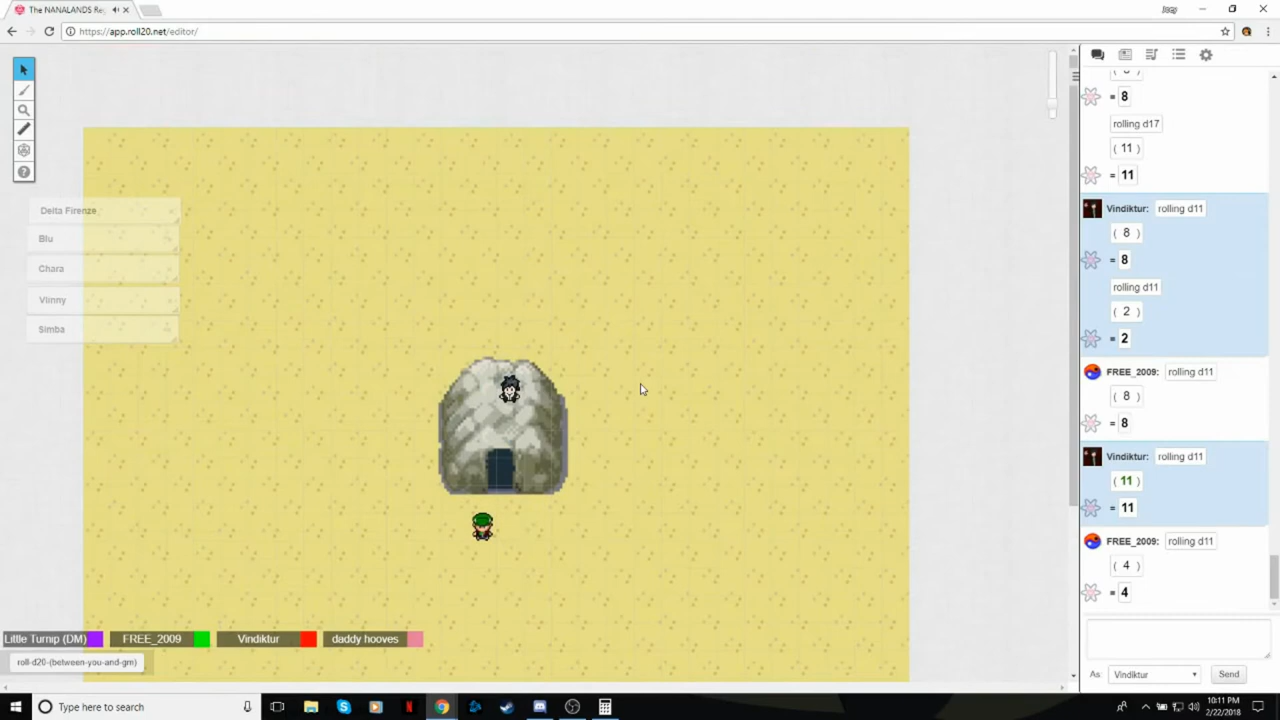 The NANALANDS Re
https://app.roll20.net/editor/
Delta Firenze
Blu
Chara
Vinny
Simba
Little Turnip (DM)
FREE_2009
Vindiktur
daddy hooves
roll-d20-(between-you-and-gm)
= 8
rolling d17
( 11 )
= 11
Vindiktur: rolling d11
( 8 )
= 8
rolling d11
( 2 )
= 2
FREE_2009: rolling d11
( 8 )
= 8
Vindiktur: rolling d11
( 11 )
= 11
FREE_2009: rolling d11
( 4 )
= 4
As: Vindiktur Send
Type here to search
10:11 PM
2/22/2018